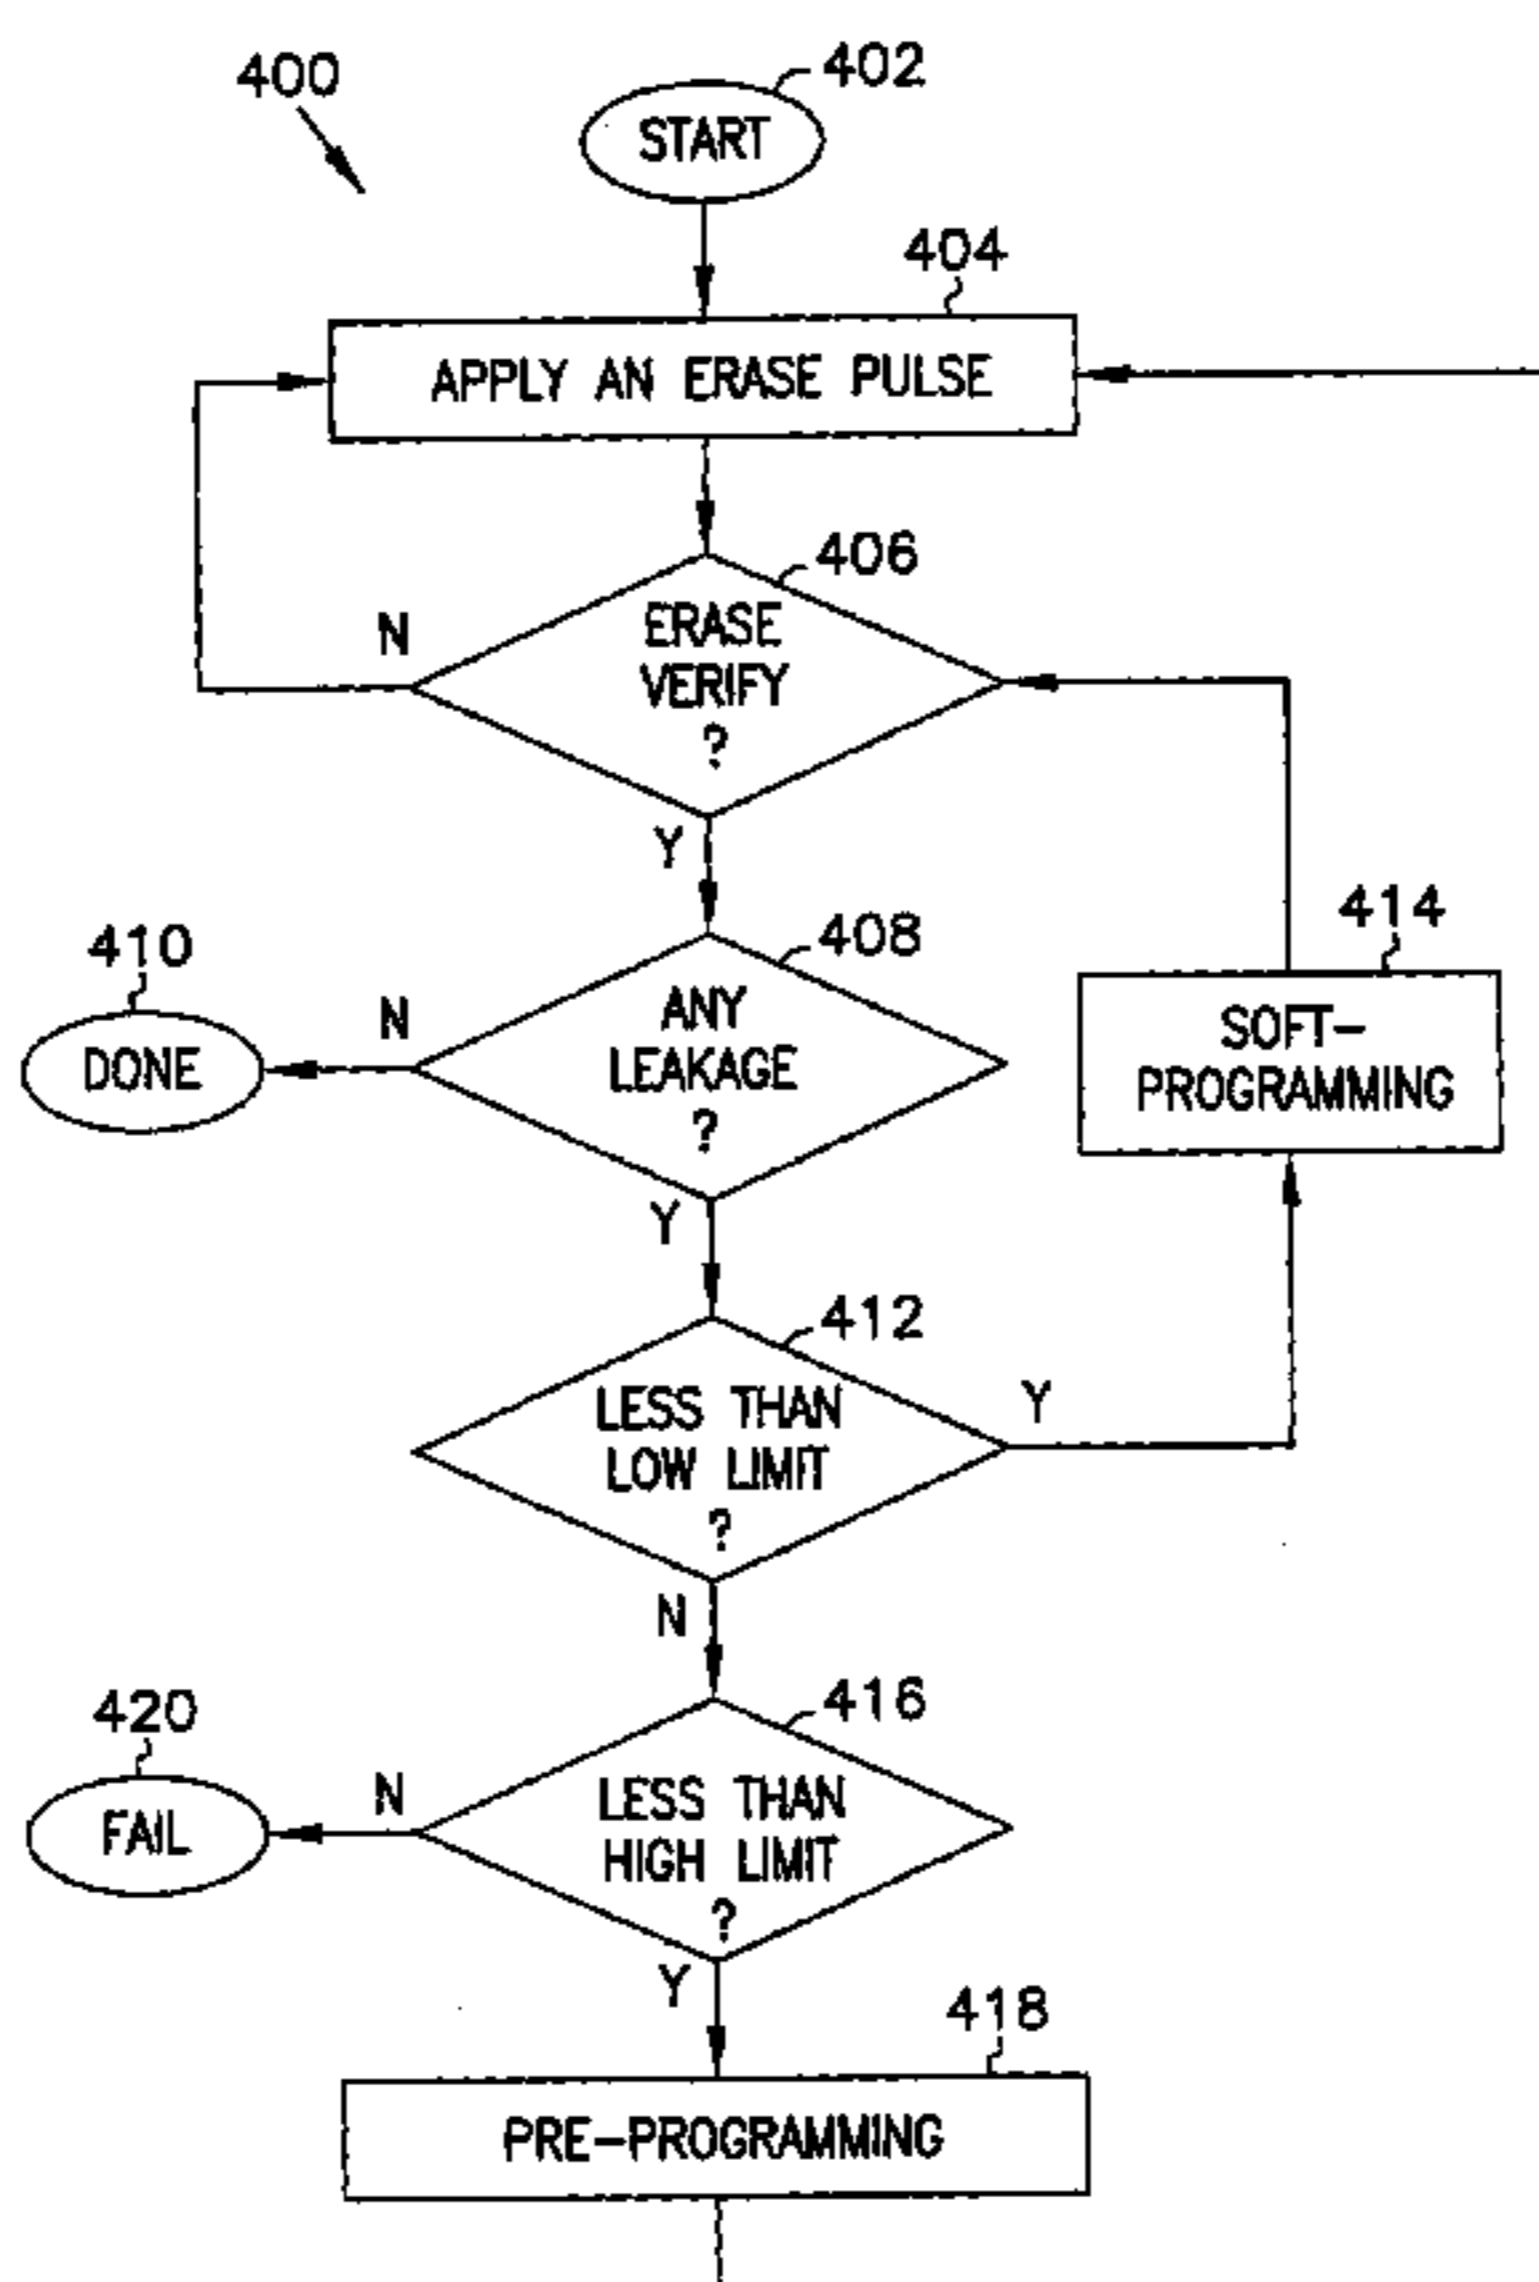 400
402
START
404
APPLY AN ERASE PULSE
406
N
ERASE
VERIFY
?
Y
408
414
410
N
ANY
LEAKAGE
?
DONE
SOFT-
PROGRAMMING
Y
412
LESS THAN
LOW LIMIT
?
Y
N
416
420
N
LESS THAN
HIGH LIMIT
?
FAIL
Y
418
PRE-PROGRAMMING